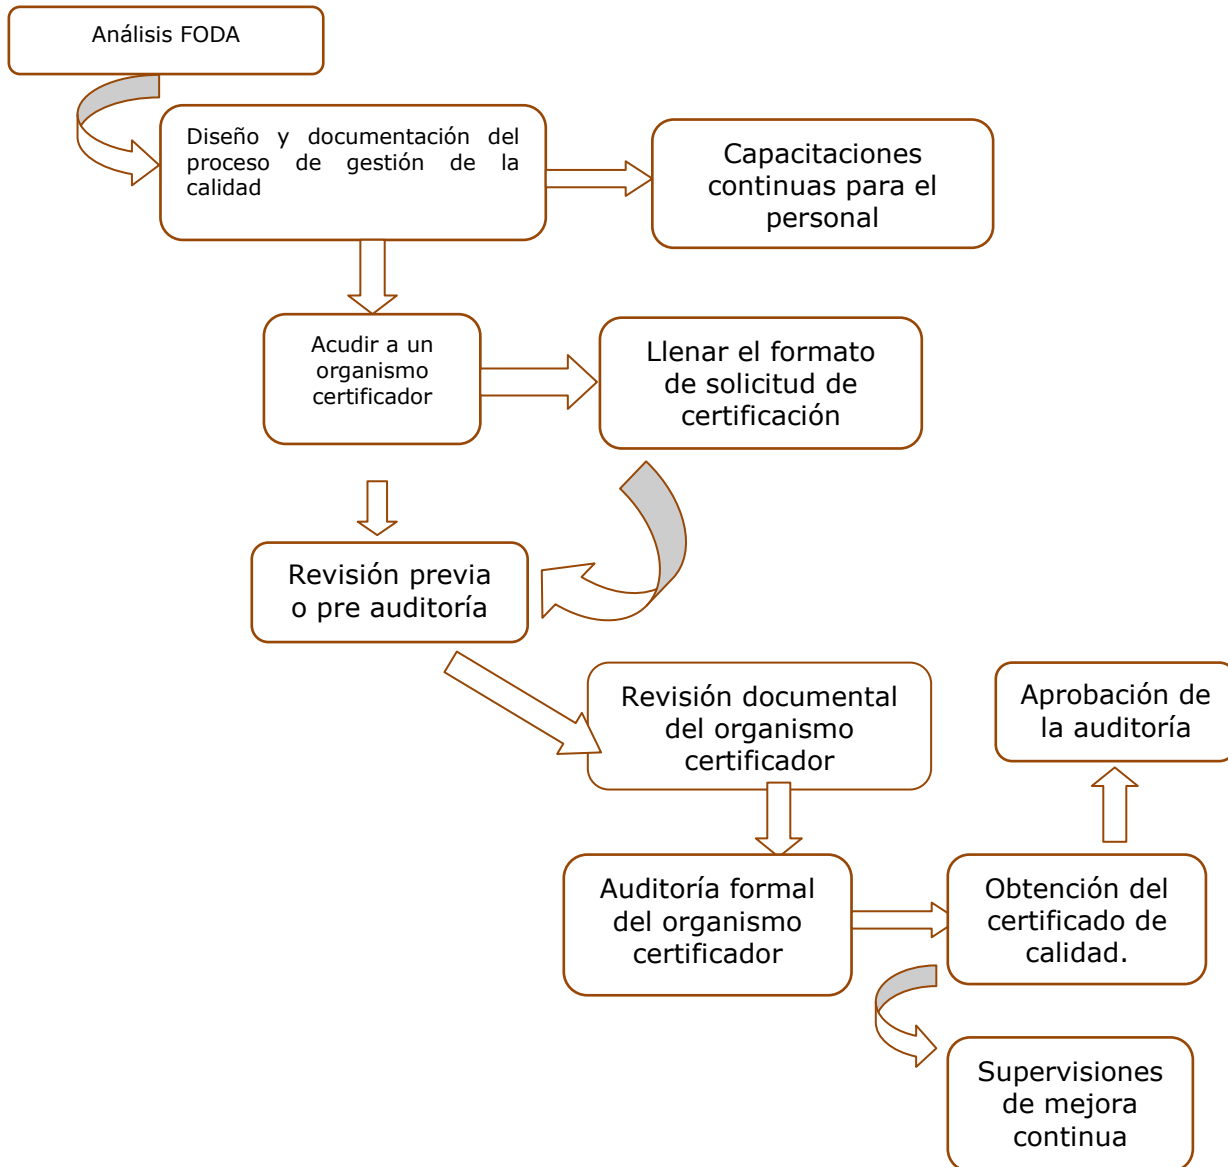 Análisis FODA
Diseño y documentación del
proceso de gestión de la
calidad
Capacitaciones
continuas para el
personal
Acudir a un
organismo
certificador
Llenar el formato
de solicitud de
certificación
Revisión previa
o pre auditoría
Revisión documental
del organismo
certificador
Aprobación de
la auditoría
Auditoría formal
del organismo
certificador
Obtención del
certificado de
calidad.
Supervisiones
de mejora
continua